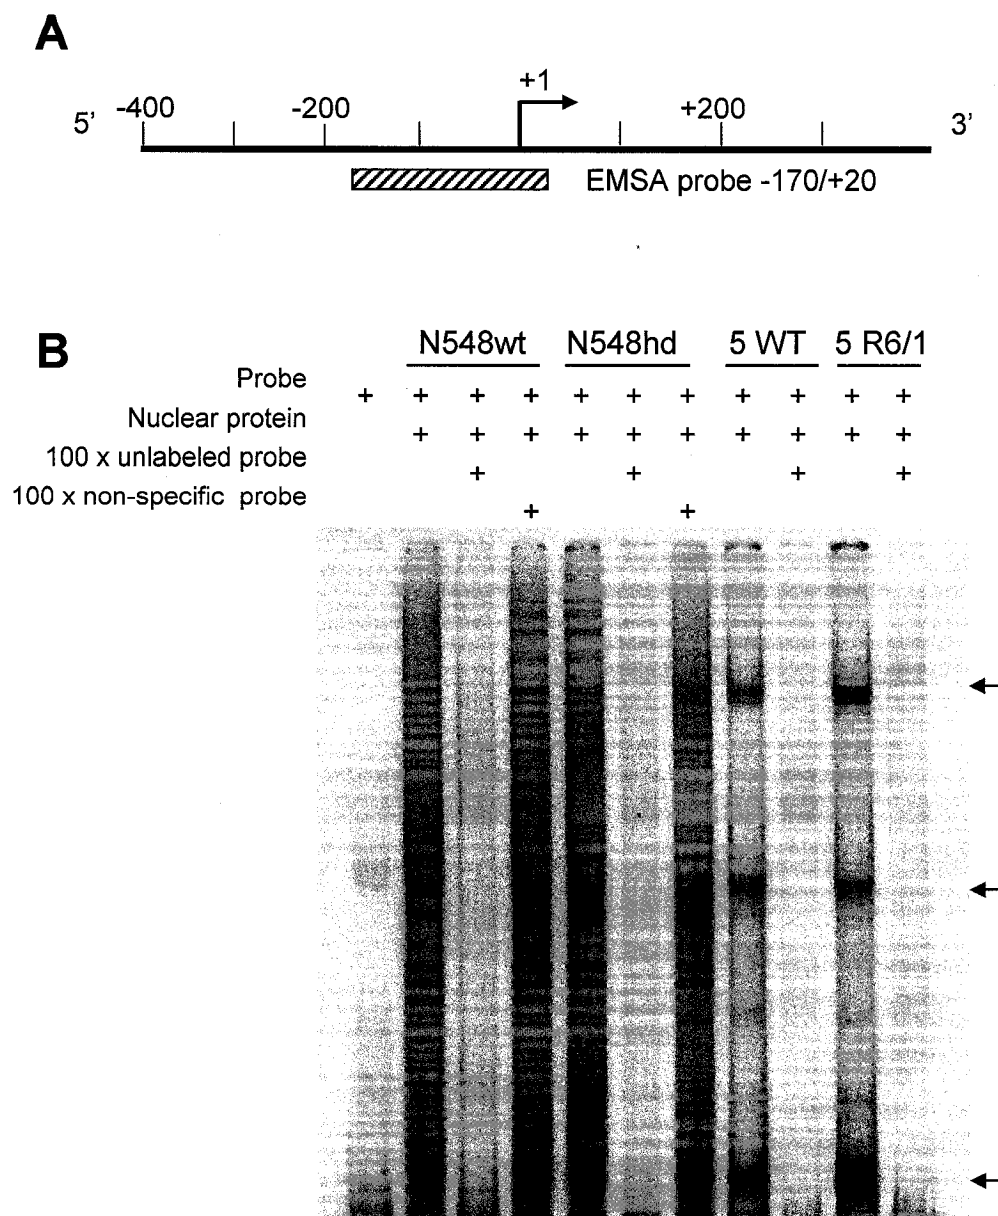 A
+1
5' -400 -200 +200 3'
EMSA probe -170/+20
B
N548wt N548hd 5 WT 5 R6/1
Probe + + + + + + + + + + +
Nuclear protein + + + + + + + + + +
100 x unlabeled probe + + + +
100 x non-specific probe + +